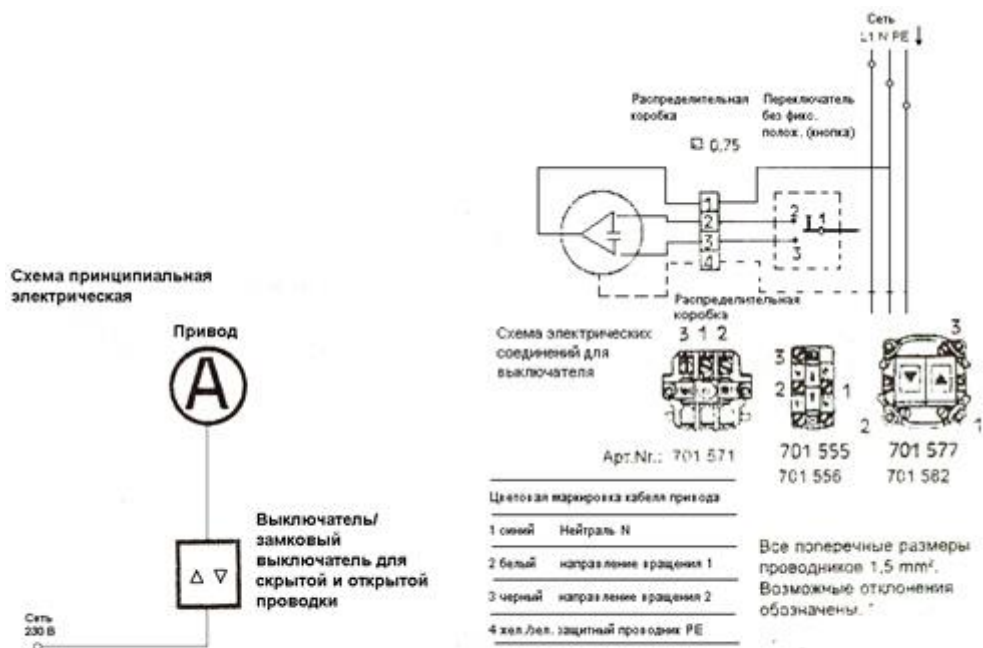 Сеть
L1 N PE
Распределительная
коробка
Переключатель
без фикс.
полож. (кнопка)
0,75
1
2
3
4
2
1
3
Распределительная
коробка
Схема принципиальная
электрическая
Привод
A
Выключатель/
замковый
выключатель для
скрытой и открытой
проводки
Сеть
230 В
Схема электрических
соединений для
выключателя
3 1 2
3
2
1
3
2
1
Арт.Nr.: 701 571
701 555
701 556
701 577
701 582
Цветовая маркировка кабеля привода
1 синий Нейтраль N
2 белый направление вращения 1
3 черный направление вращения 2
4 жел./зел. защитный проводник PE
Все поперечные размеры
проводников 1,5 mm².
Возможные отклонения
обозначены.